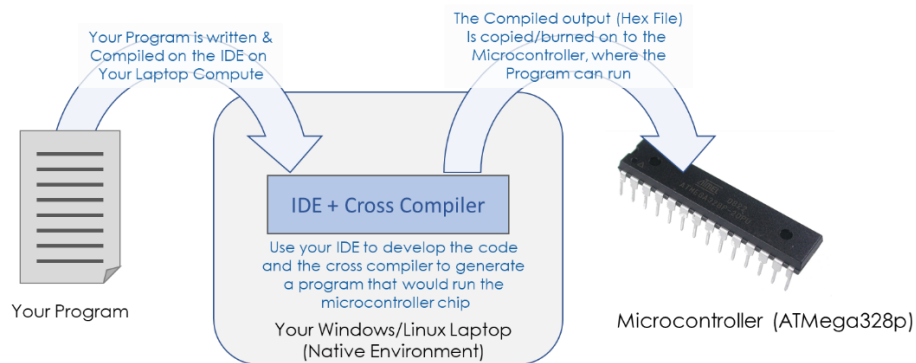 Your Program is written &
Compiled on the IDE on
Your Laptop Compute
The Compiled output (Hex File)
Is copied/burned on to the
Microcontroller, where the
Program can run
IDE + Cross Compiler
Use your IDE to develop the code
and the cross compiler to generate
a program that would run the
microcontroller chip
Your Program
Your Windows/Linux Laptop
(Native Environment)
Microcontroller (ATMega328p)